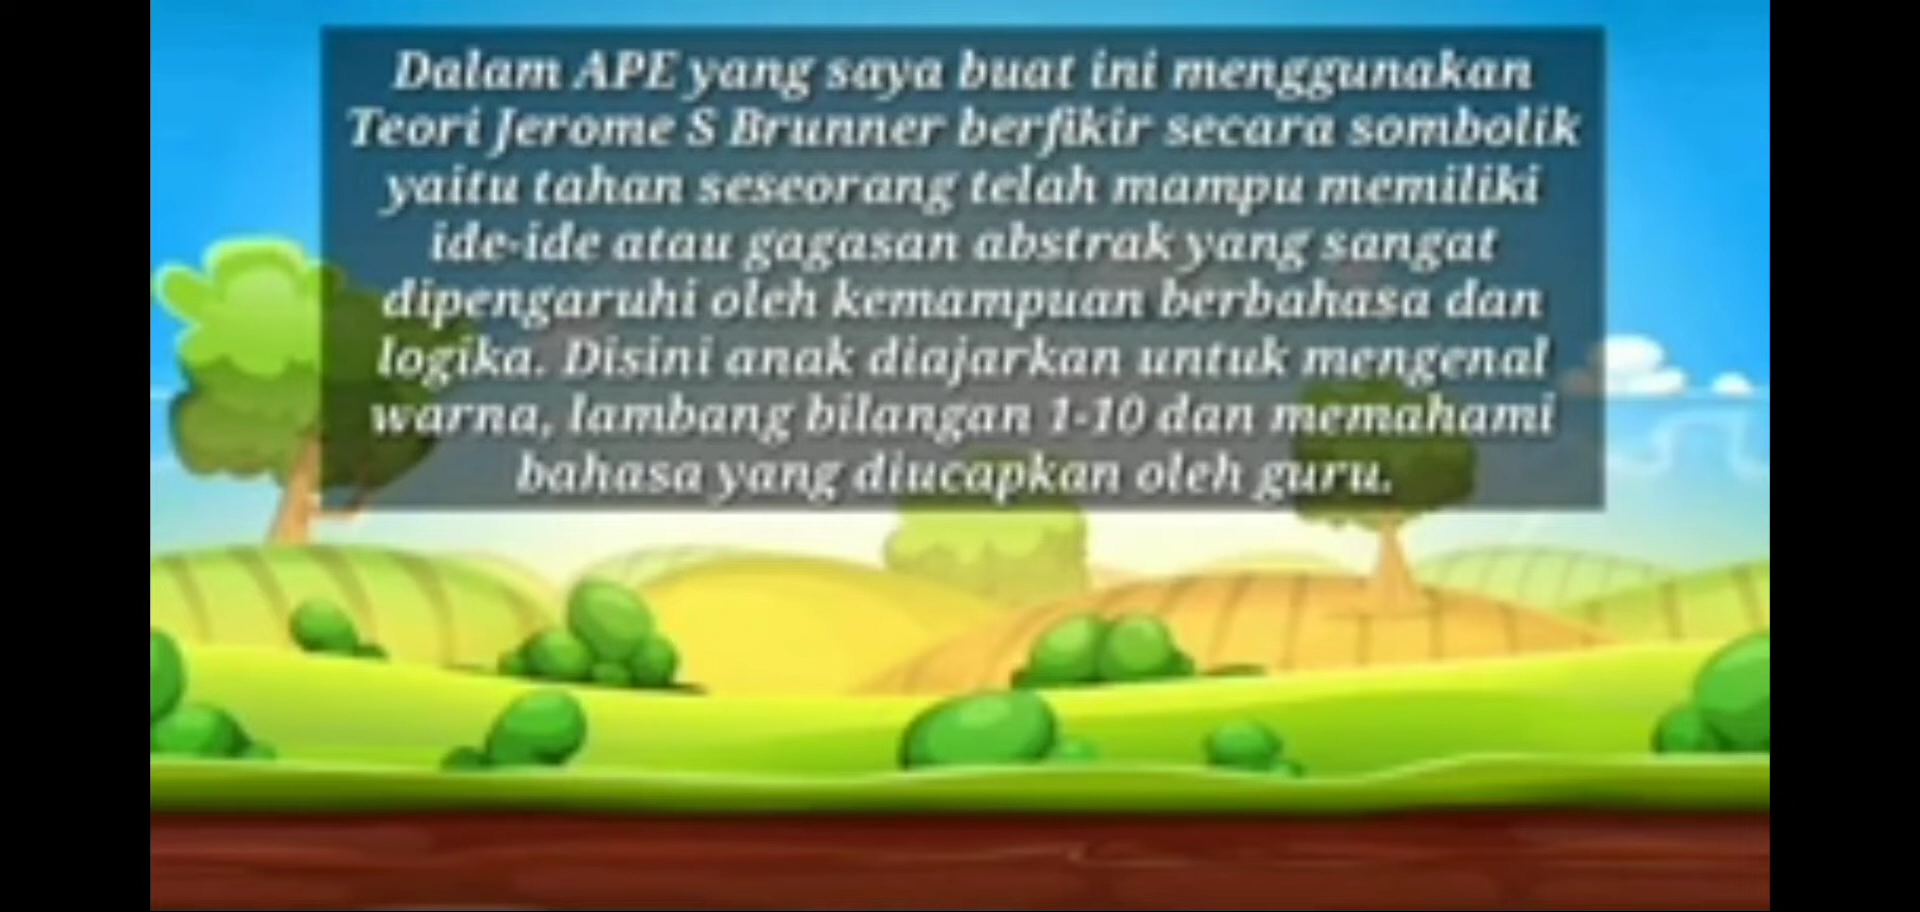 Dalam APE yang saya buat ini menggunakan
Teori Jerome S Brunner berfikir secara sombolik
yaitu tahan seseorang telah mampu memiliki
ide-ide atau gagasan abstrak yang sangat
dipengaruhi oleh kemampuan berbahasa dan
logika. Disini anak diajarkan untuk mengenal
warna, lambang bilangan 1-10 dan memahami
bahasa yang diucapkan oleh guru.